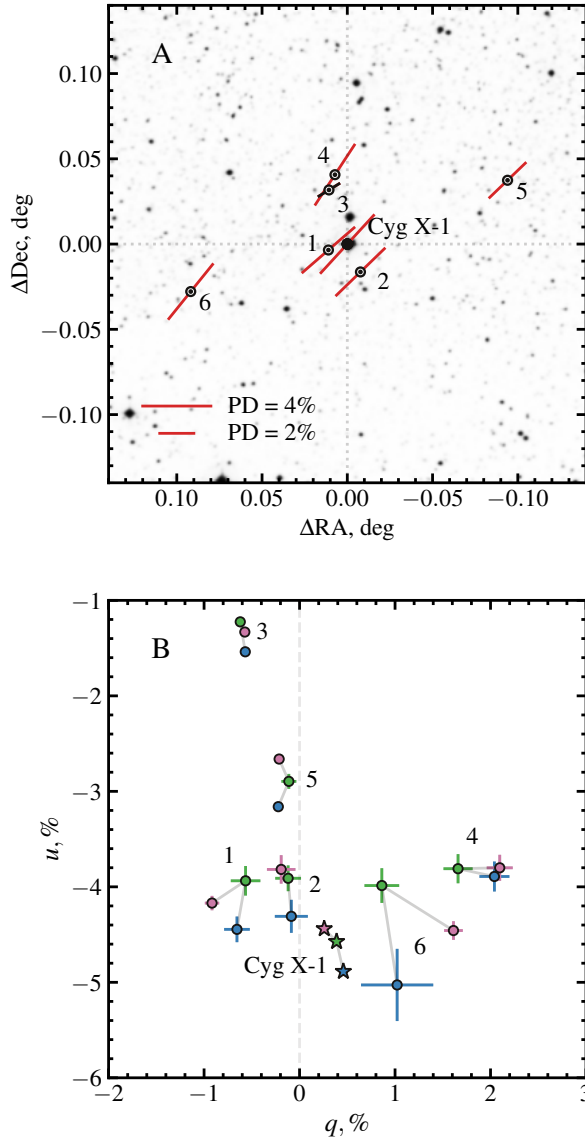 A
0.10
0.05
0.00
−0.05
−0.10
ΔDec, deg
4
3
5
Cyg X-1
1
2
6
PD = 4%
PD = 2%
0.10 0.05 0.00 −0.05 −0.10
ΔRA, deg
B
−1
−2
−3
−4
−5
−6
u, %
3
5
4
1
2
6
Cyg X-1
−2 −1 0 1 2 3
q, %